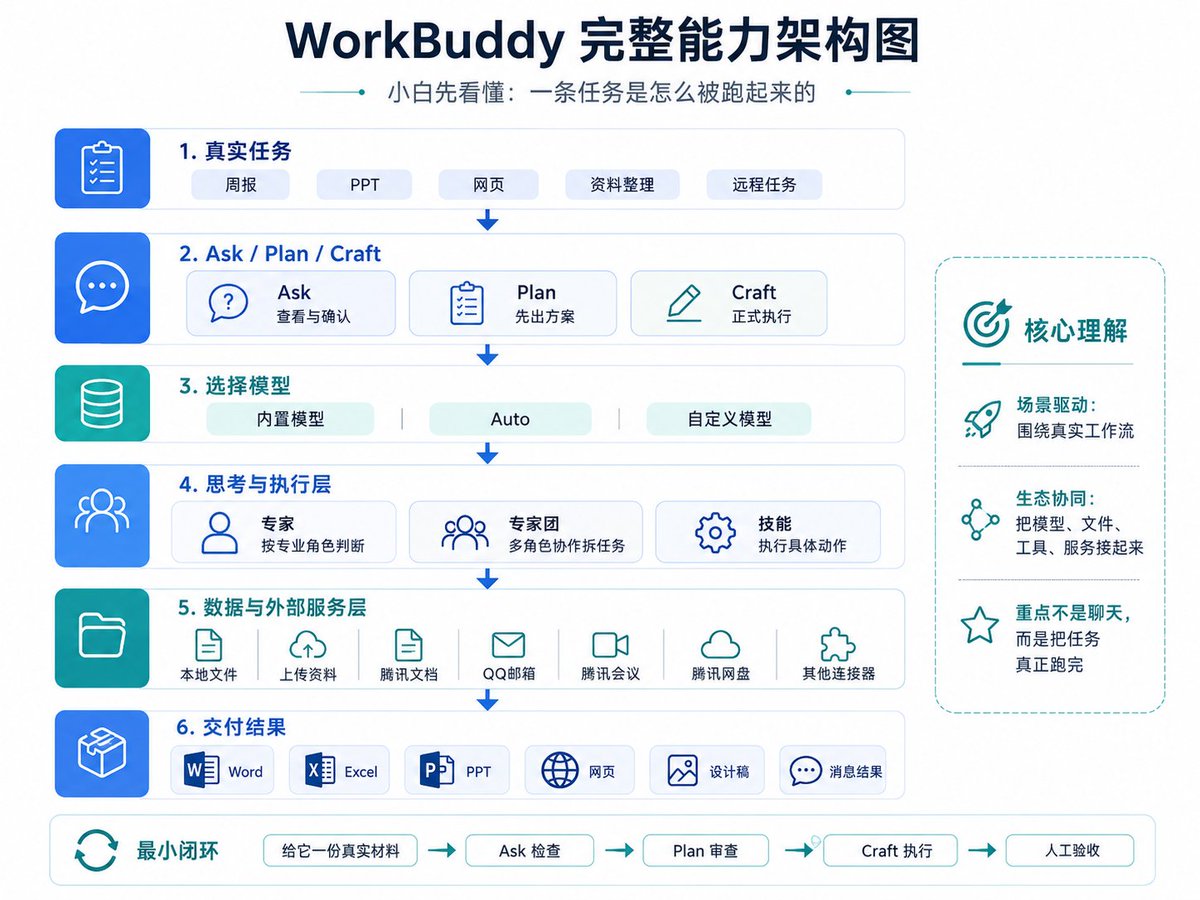 WorkBuddy 完整能力架构图
小白先看懂：一条任务是怎么被跑起来的
1. 真实任务
周报
PPT
网页
资料整理
远程任务
2. Ask / Plan / Craft
?
Ask
查看与确认
Plan
先出方案
Craft
正式执行
3. 选择模型
内置模型
Auto
自定义模型
4. 思考与执行层
专家
按专业角色判断
专家团
多角色协作拆任务
技能
执行具体动作
5. 数据与外部服务层
本地文件
上传资料
腾讯文档
QQ邮箱
腾讯会议
腾讯网盘
其他连接器
6. 交付结果
W
Word
X
Excel
P
PPT
网页
设计稿
消息结果
核心理解
场景驱动：
围绕真实工作流
生态协同：
把模型、文件、
工具、服务接起来
重点不是聊天，
而是把任务
真正跑完
最小闭环
给它一份真实材料
Ask 检查
Plan 审查
Craft 执行
人工验收